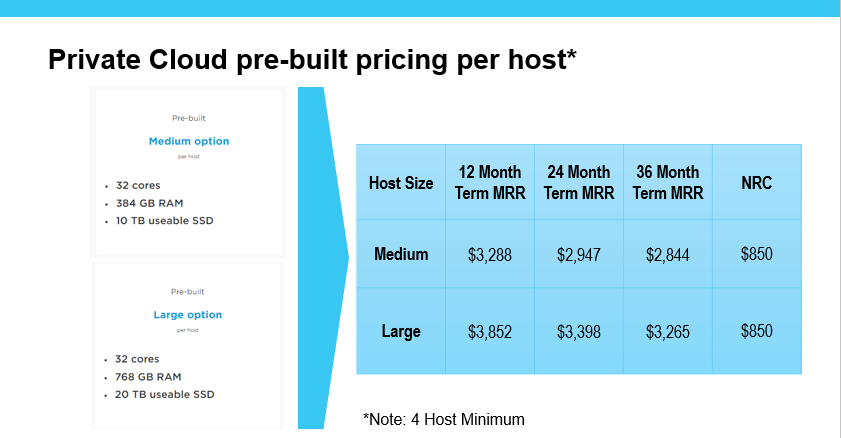 Private Cloud pre-built pricing per host*
Pre-built
Medium option
per host
• 32 cores
• 384 GB RAM
• 10 TB useable SSD
Pre-built
Large option
per host
• 32 cores
• 768 GB RAM
• 20 TB useable SSD
Host Size
12 Month
Term MRR
24 Month
Term MRR
36 Month
Term MRR
NRC
Medium $3,288 $2,947 $2,844 $850
Large $3,852 $3,398 $3,265 $850
*Note: 4 Host Minimum